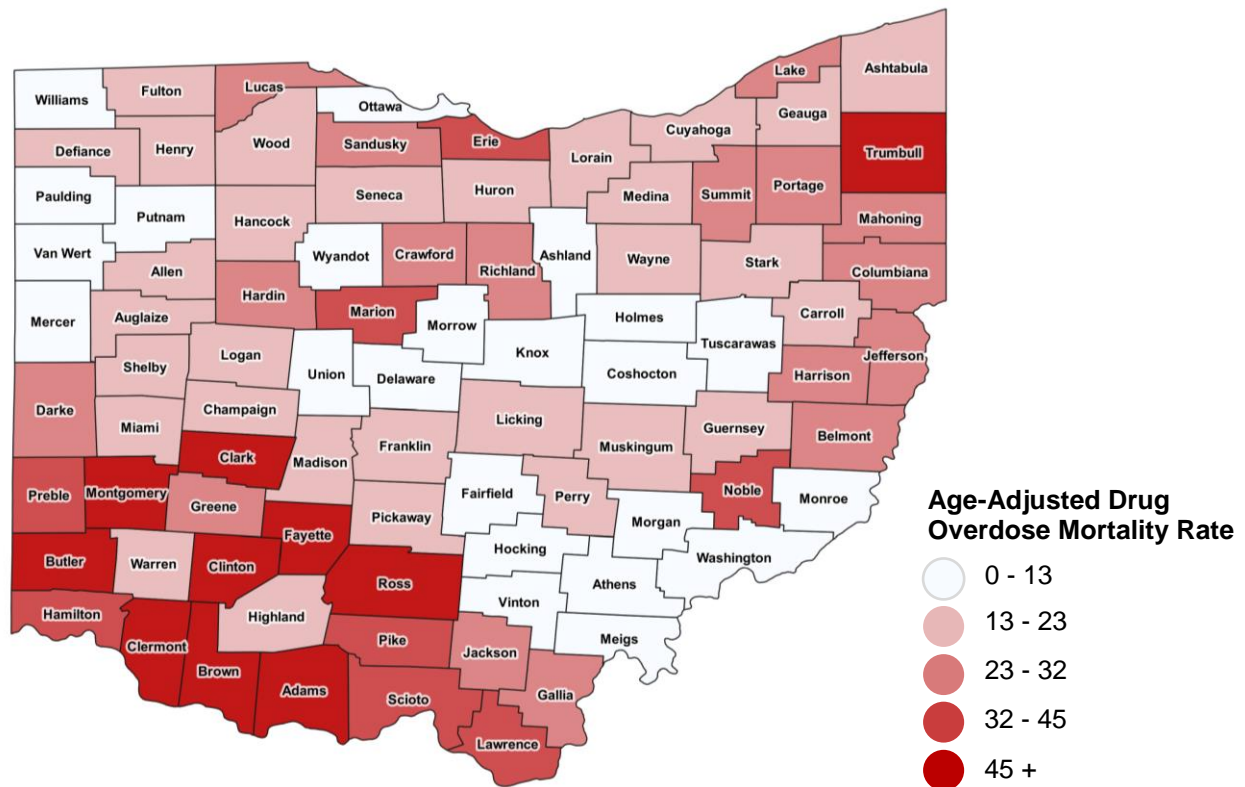 Ashtabula
Lake
Geauga
Williams
Fulton
Lucas
Ottawa
Cuyahoga
Defiance
Henry
Wood
Sandusky
Erie
Lorain
Trumbull
Paulding
Seneca
Huron
Medina
Summit
Portage
Putnam
Hancock
Mahoning
Van Wert
Wyandot
Crawford
Richland
Ashland
Wayne
Stark
Columbiana
Allen
Hardin
Mercer
Auglaize
Marion
Morrow
Holmes
Carroll
Tuscarawas
Shelby
Logan
Knox
Jefferson
Union
Delaware
Coshocton
Harrison
Darke
Champaign
Miami
Licking
Franklin
Muskingum
Guernsey
Belmont
Clark
Madison
Preble
Montgomery
Greene
Fairfield
Perry
Noble
Monroe
Pickaway
Morgan
Fayette
Hocking
Washington
Butler
Warren
Clinton
Ross
Athens
Vinton
Hamilton
Highland
Meigs
Clermont
Pike
Jackson
Brown
Adams
Scioto
Gallia
Lawrence
Age-Adjusted Drug
Overdose Mortality Rate
0 - 13
13 - 23
23 - 32
32 - 45
45 +